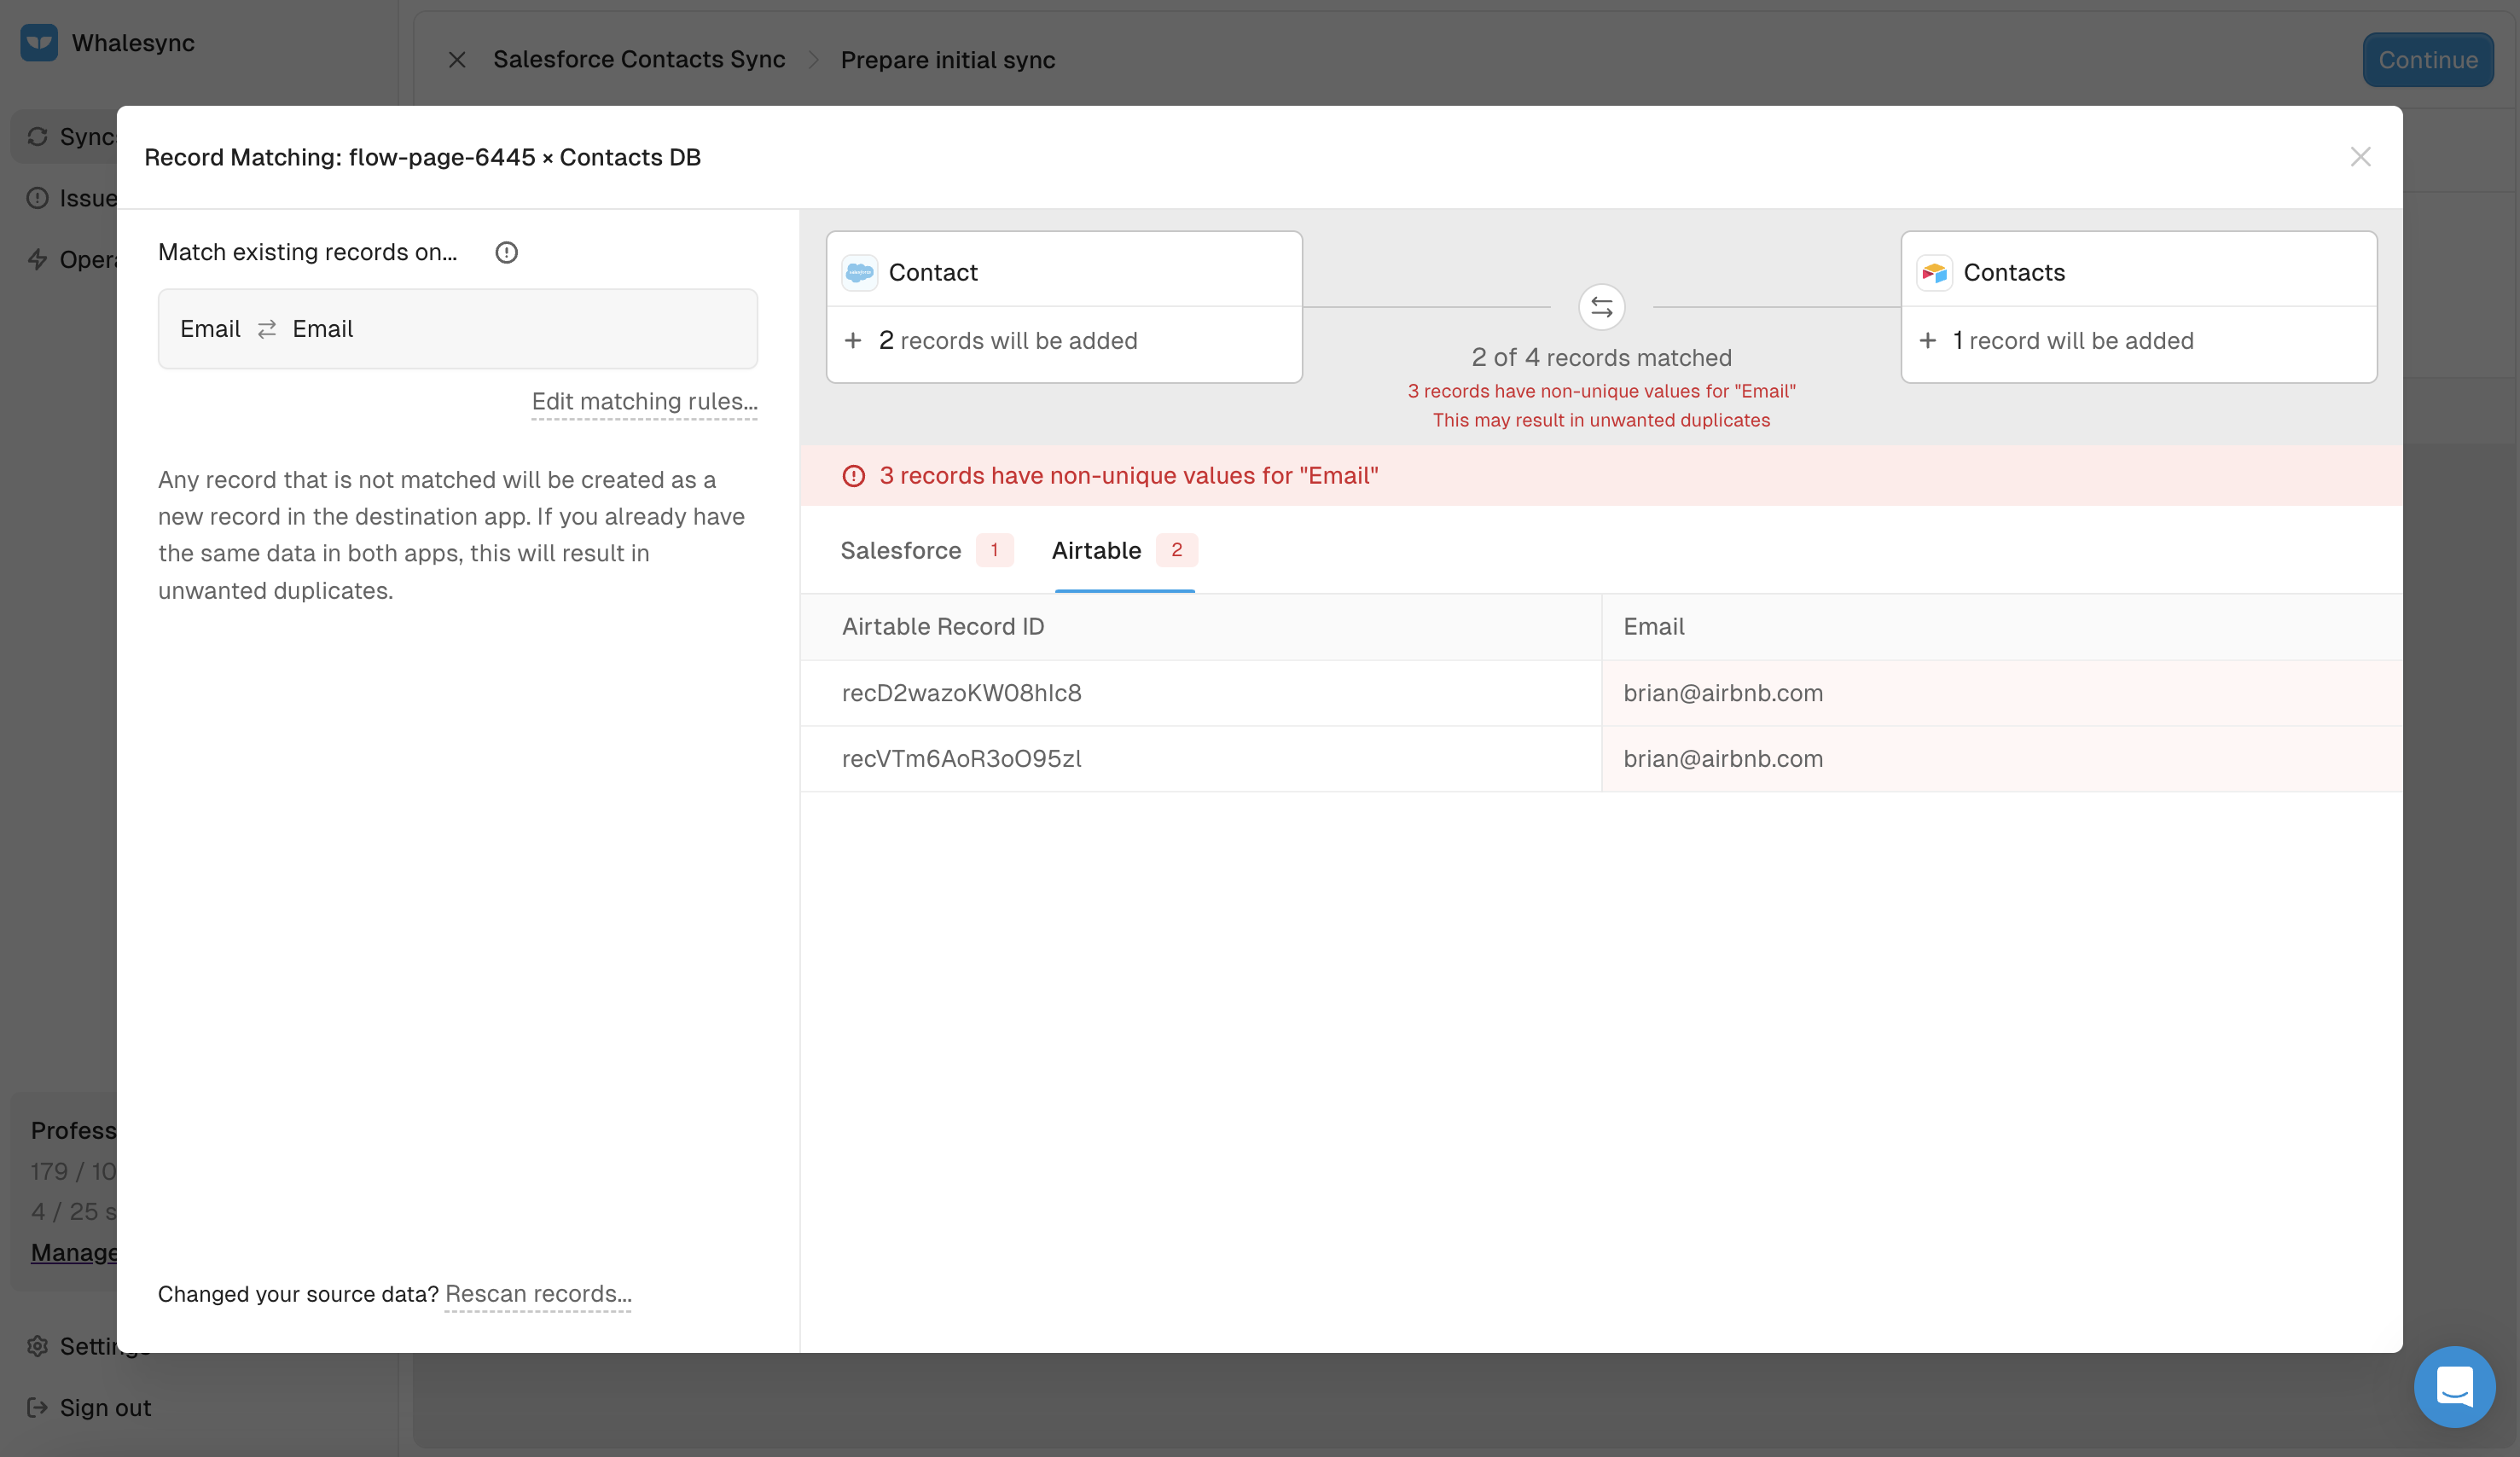 Whalesync
Salesforce Contacts Sync
Prepare initial sync
Continue
Sync
Issue
Oper
Record Matching: flow-page-6445 × Contacts DB
Match existing records on...
Email ⇄ Email
Edit matching rules...
Any record that is not matched will be created as a
new record in the destination app. If you already have
the same data in both apps, this will result in
unwanted duplicates.
Changed your source data? Rescan records...
Contact
+ 2 records will be added
2 of 4 records matched
3 records have non-unique values for "Email"
This may result in unwanted duplicates
Contacts
+ 1 record will be added
3 records have non-unique values for "Email"
Salesforce 1 Airtable 2
Airtable Record ID Email
recD2wazoKW08hIc8 brian@airbnb.com
recVTm6AoR3oO95zl brian@airbnb.com
Profess
179 / 10
4 / 25 s
Manage
Settings
Sign out